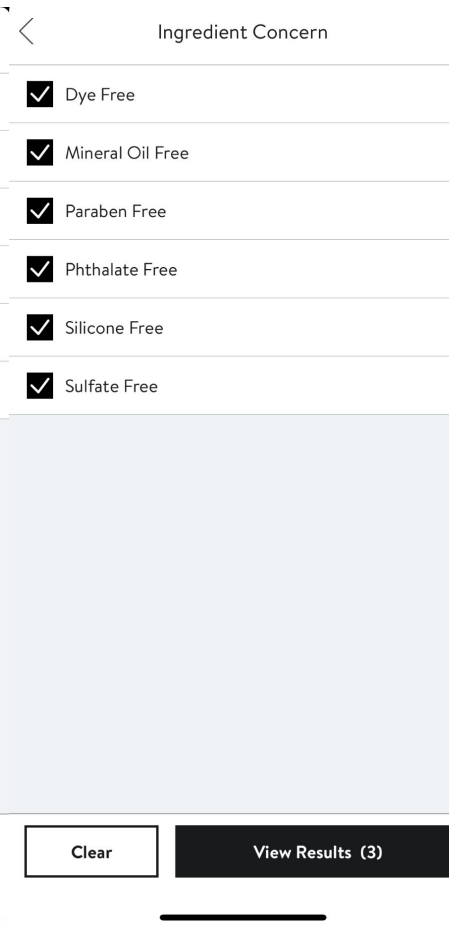 Ingredient Concern
Dye Free
Mineral Oil Free
Paraben Free
Phthalate Free
Silicone Free
Sulfate Free
Clear
View Results (3)